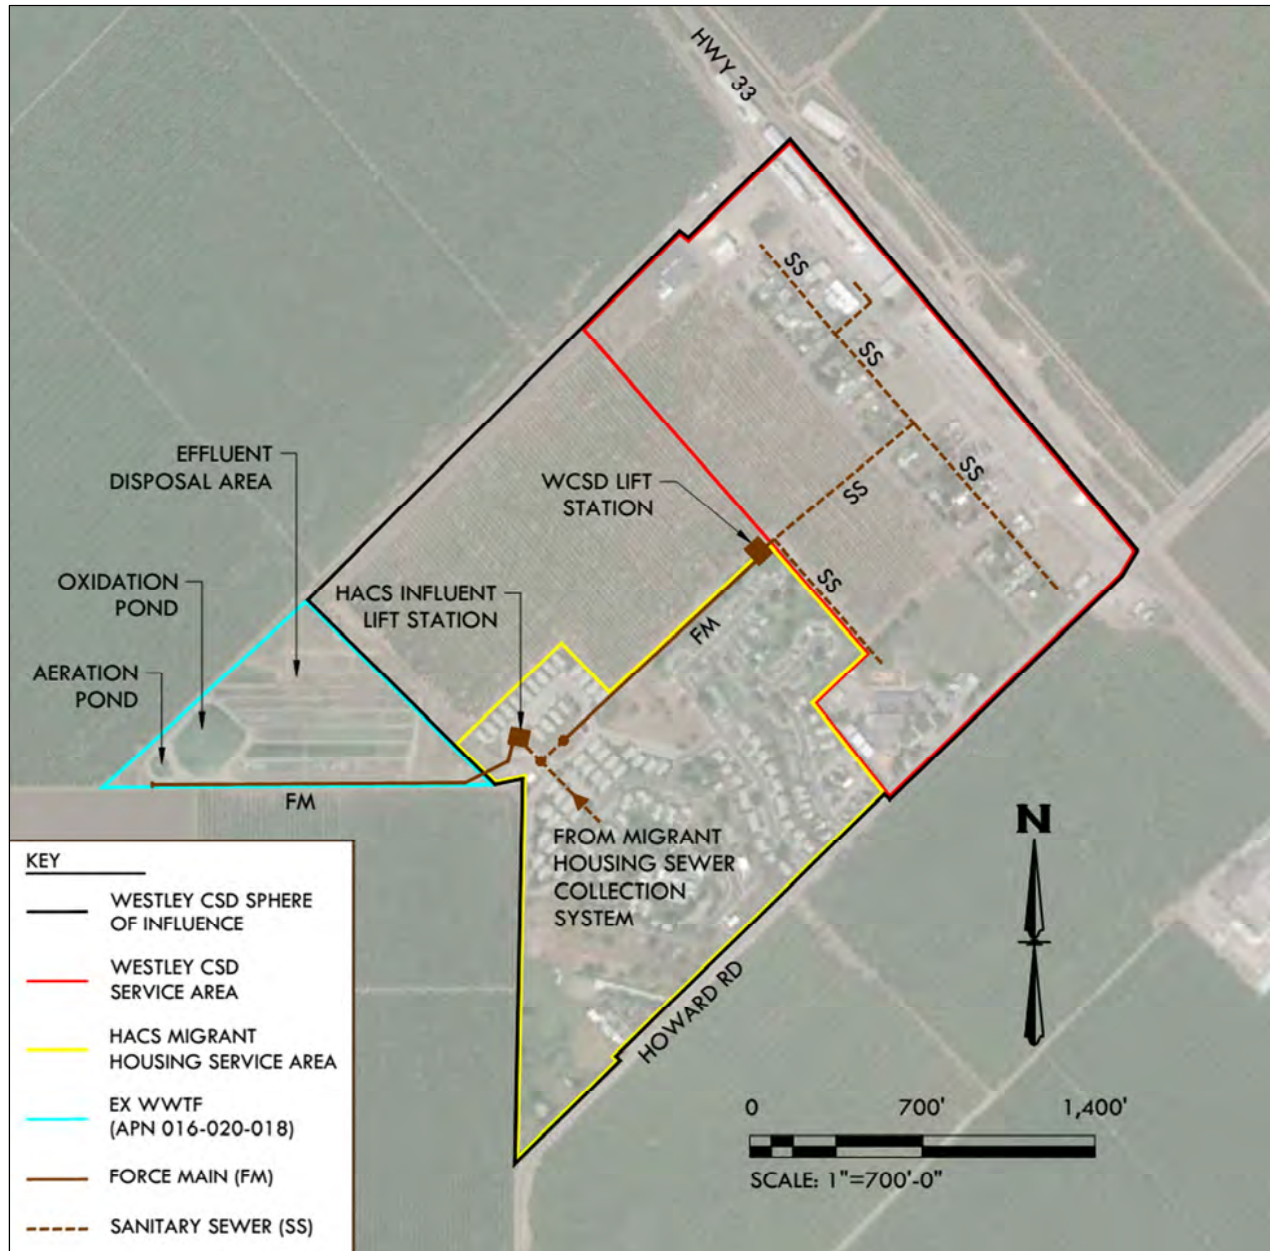 HWY 33
SS
SS
SS
SS
SS
EFFLUENT
DISPOSAL AREA
WCSD LIFT
STATION
OXIDATION
POND
HACS INFLUENT
LIFT STATION
FM
AERATION
POND
FM
FROM MIGRANT
HOUSING SEWER
COLLECTION
SYSTEM
HOWARD RD
N
0 700' 1,400'
SCALE: 1"=700'-0"
KEY
WESTLEY CSD SPHERE
OF INFLUENCE
WESTLEY CSD
SERVICE AREA
HACS MIGRANT
HOUSING SERVICE AREA
EX WWTF
(APN 016-020-018)
FORCE MAIN (FM)
SANITARY SEWER (SS)